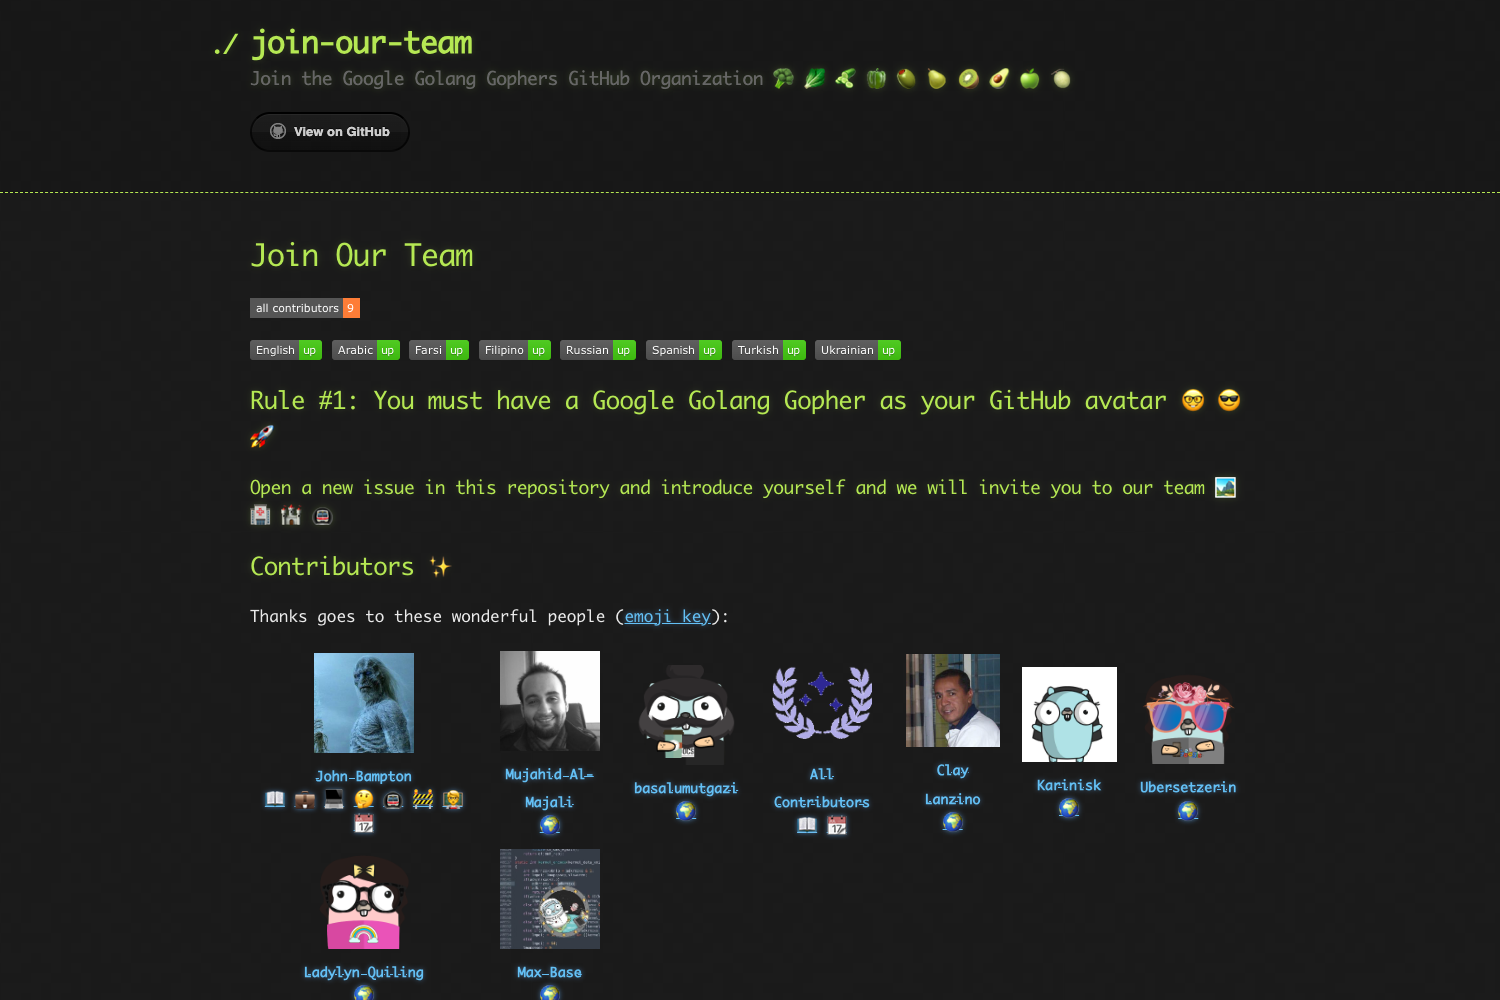 ./ join-our-team
Join the Google Golang Gophers GitHub Organization 🥦 🥬 🫛 🫑 🫒 🍐 🥝 🥑 🍏 🍈
View on GitHub
Join Our Team
all contributors 9
English up Arabic up Farsi up Filipino up Russian up Spanish up Turkish up Ukrainian up
Rule #1: You must have a Google Golang Gopher as your GitHub avatar 🤓 😎
🚀
Open a new issue in this repository and introduce yourself and we will invite you to our team 🏞️
🏥 🏰 🚇
Contributors ✨
Thanks goes to these wonderful people (emoji key):
John-Bampton
📖 💼 💻 🤔 🚇 🚧 🧑‍🏫
📆
Mujahid-Al-
Majali
🌍
basalumutgazi
🌍
All
Contributors
📖 📆
Clay
Lanzino
🌍
Karinisk
🌍
Ubersetzerin
🌍
Ladylyn-Quiling
🌍
Max-Base
🌍